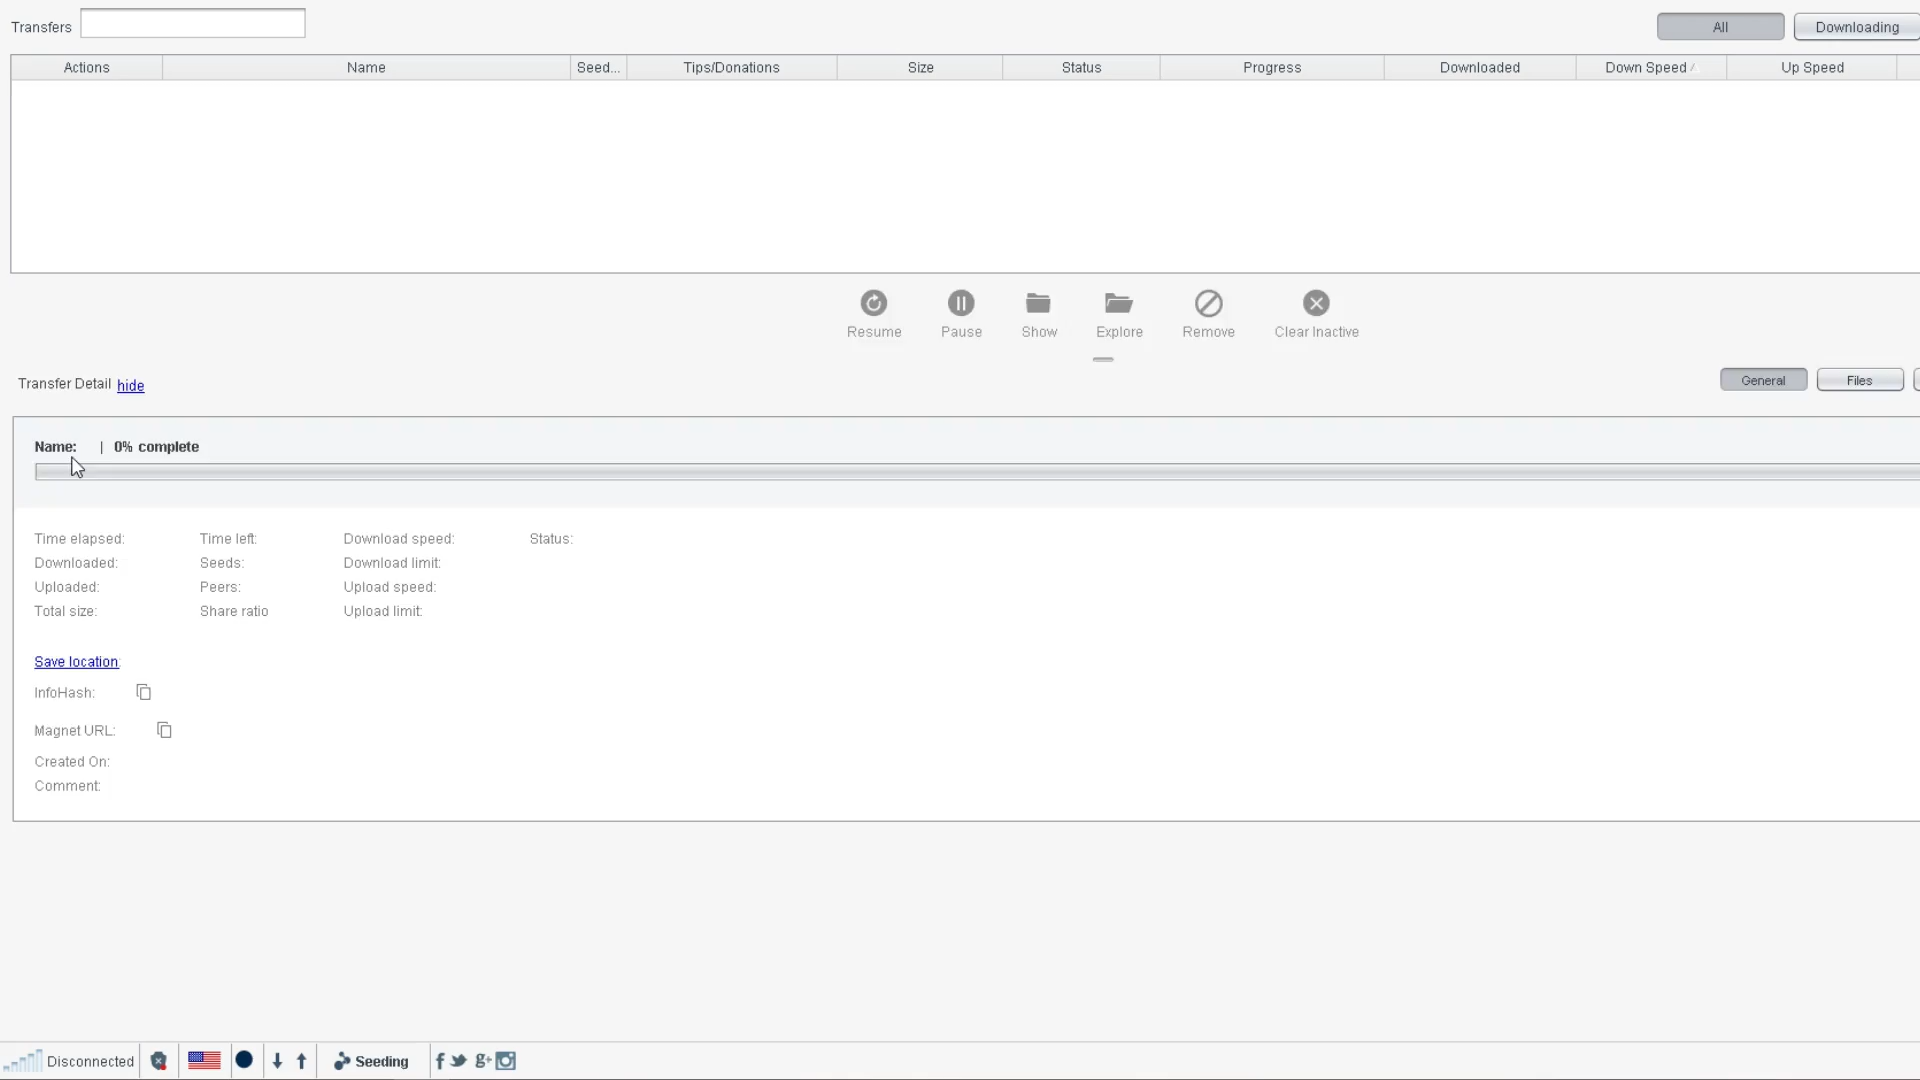 Transfers
All
Downloading
Actions
Name
Seed...
Tips/Donations
Size
Status
Progress
Downloaded
Down Speed
Up Speed
Resume
Pause
Show
Explore
Remove
Clear Inactive
Transfer Detail hide
General
Files
Name: | 0% complete
Time elapsed: Time left: Download speed: Status:
Downloaded: Seeds: Download limit:
Uploaded: Peers: Upload speed:
Total size: Share ratio Upload limit:
Save location:
InfoHash:
Magnet URL:
Created On:
Comment:
Disconnected
Seeding
f
g+